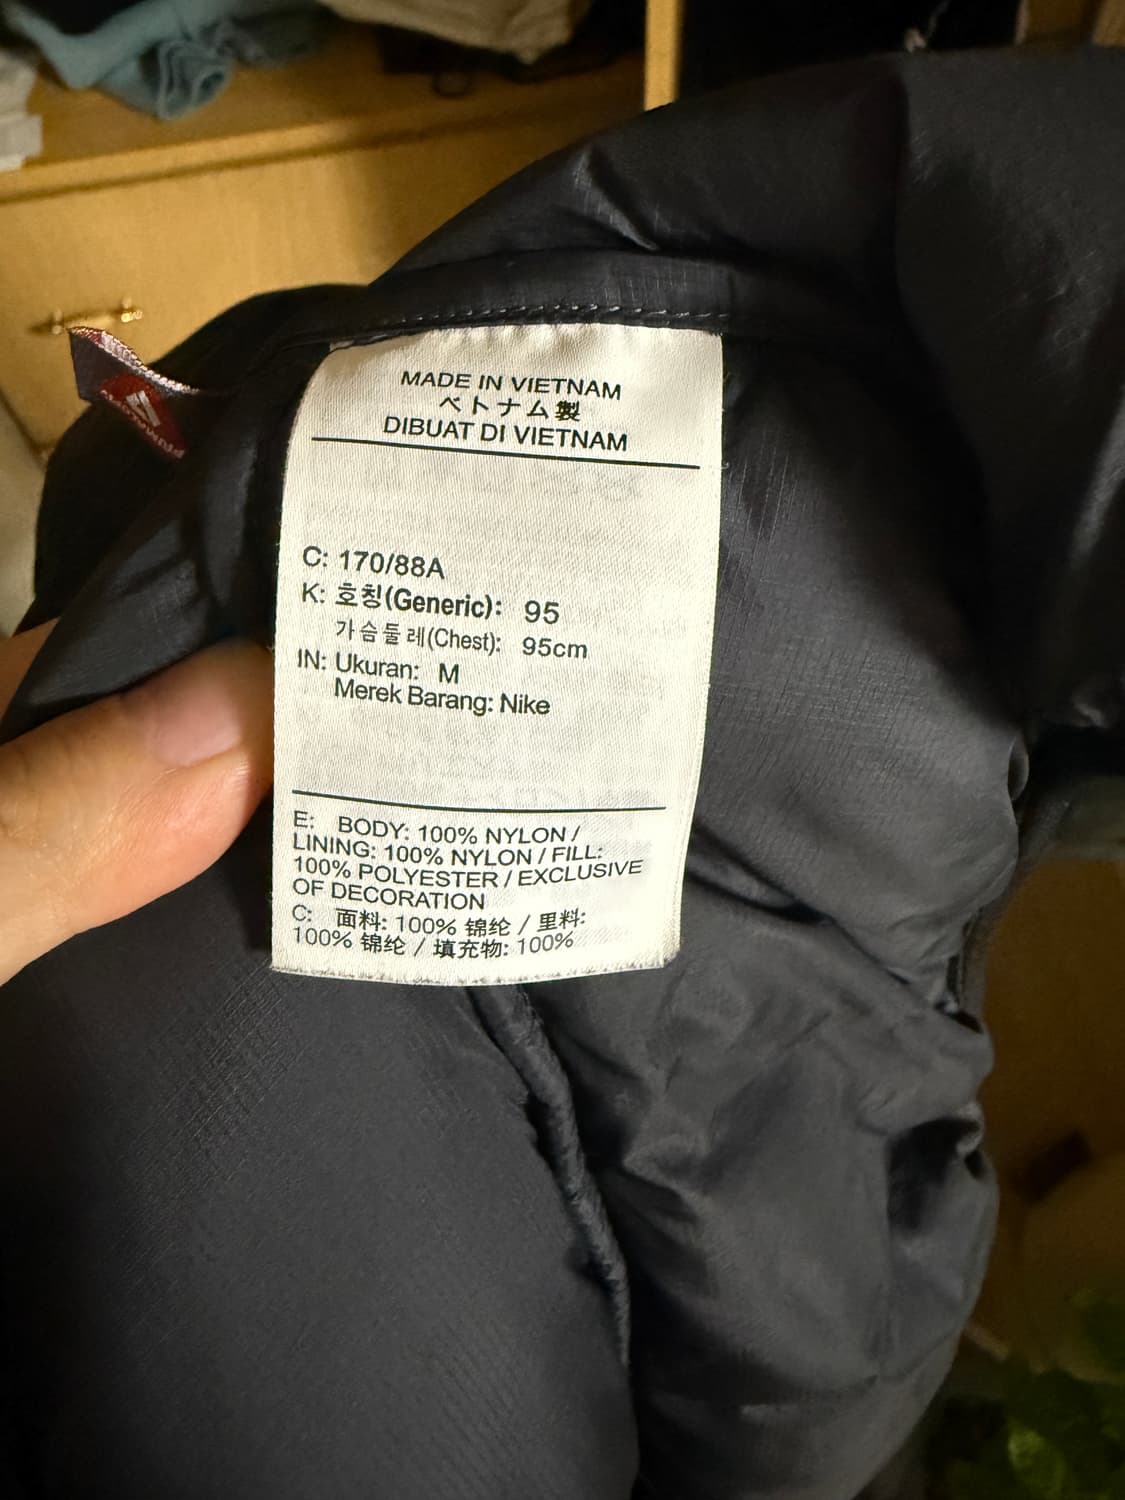 MADE IN VIETNAM
ベトナム製
DIBUAT DI VIETNAM
C: 170/88A
K: 호칭(Generic): 95
가슴둘레(Chest): 95cm
IN: Ukuran: M
Merek Barang: Nike
E: BODY: 100% NYLON /
LINING: 100% NYLON / FILL:
100% POLYESTER / EXCLUSIVE
OF DECORATION
C: 面料: 100% 锦纶 / 里料:
100% 锦纶 / 填充物: 100%